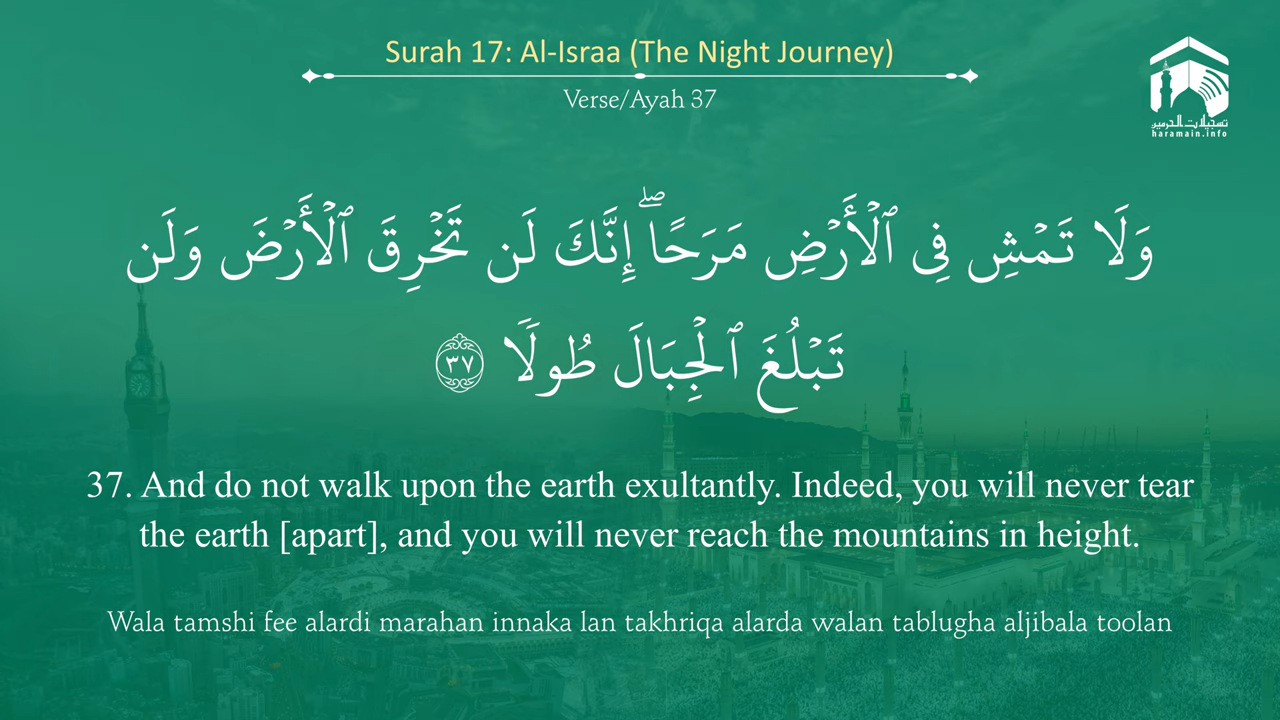 Surah 17: Al-Israa (The Night Journey)
Verse/Ayah 37
تسجيلات الحرمين
haramain.info
وَلَا تَمْشِ فِى ٱلْأَرْضِ مَرَحًا ۖ إِنَّكَ لَن تَخْرِقَ ٱلْأَرْضَ وَلَن
تَبْلُغَ ٱلْجِبَالَ طُولًا ٣٧
37. And do not walk upon the earth exultantly. Indeed, you will never tear
the earth [apart], and you will never reach the mountains in height.
Wala tamshi fee alardi marahan innaka lan takhriqa alarda walan tablugha aljibala toolan